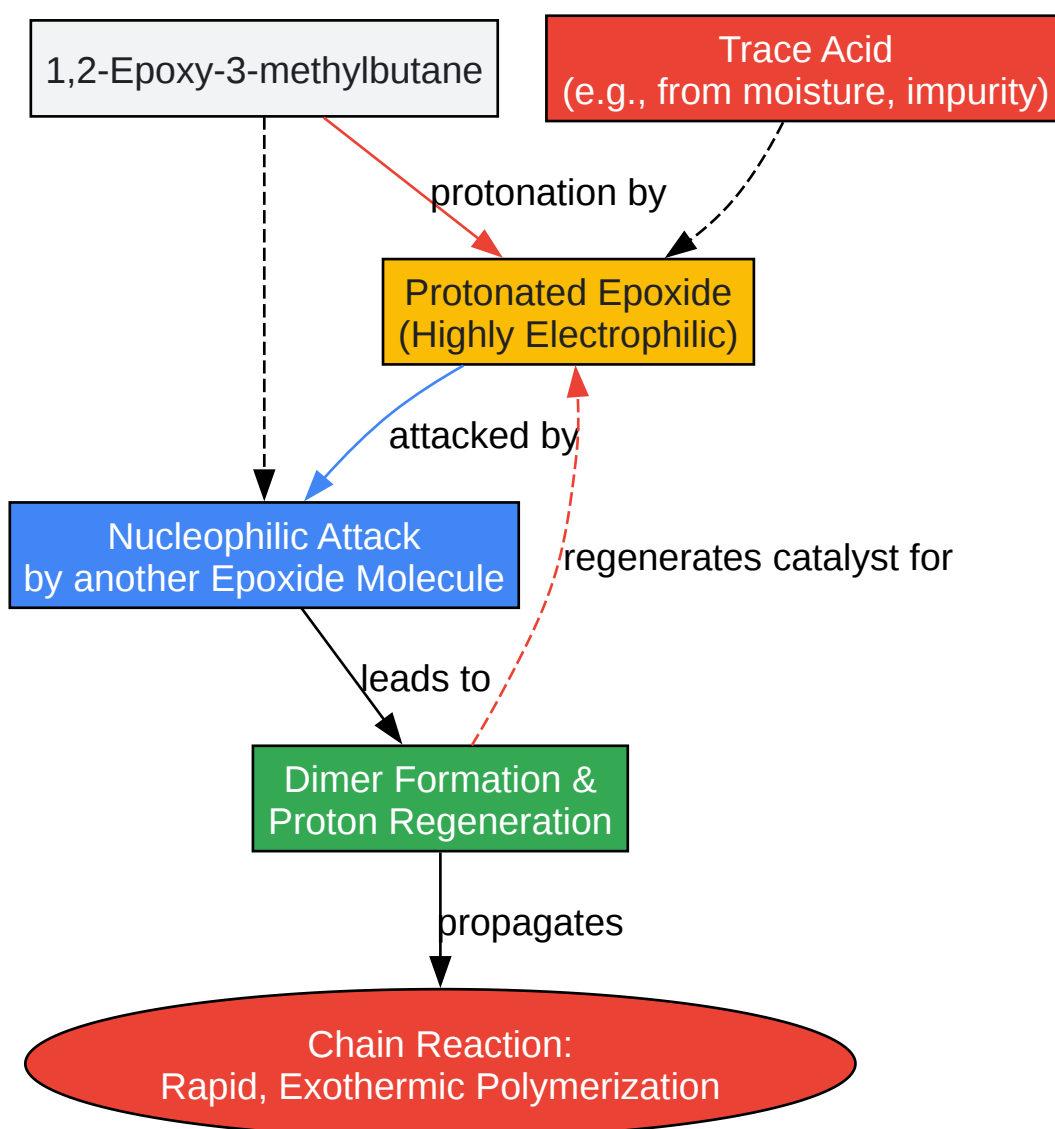 1,2-Epoxy-3-methylbutane
Trace Acid
(e.g., from moisture, impurity)
protonation by
Protonated Epoxide
(Highly Electrophilic)
attacked by
Nucleophilic Attack
by another Epoxide Molecule
regenerates catalyst for
leads to
Dimer Formation &
Proton Regeneration
propagates
Chain Reaction:
Rapid, Exothermic Polymerization